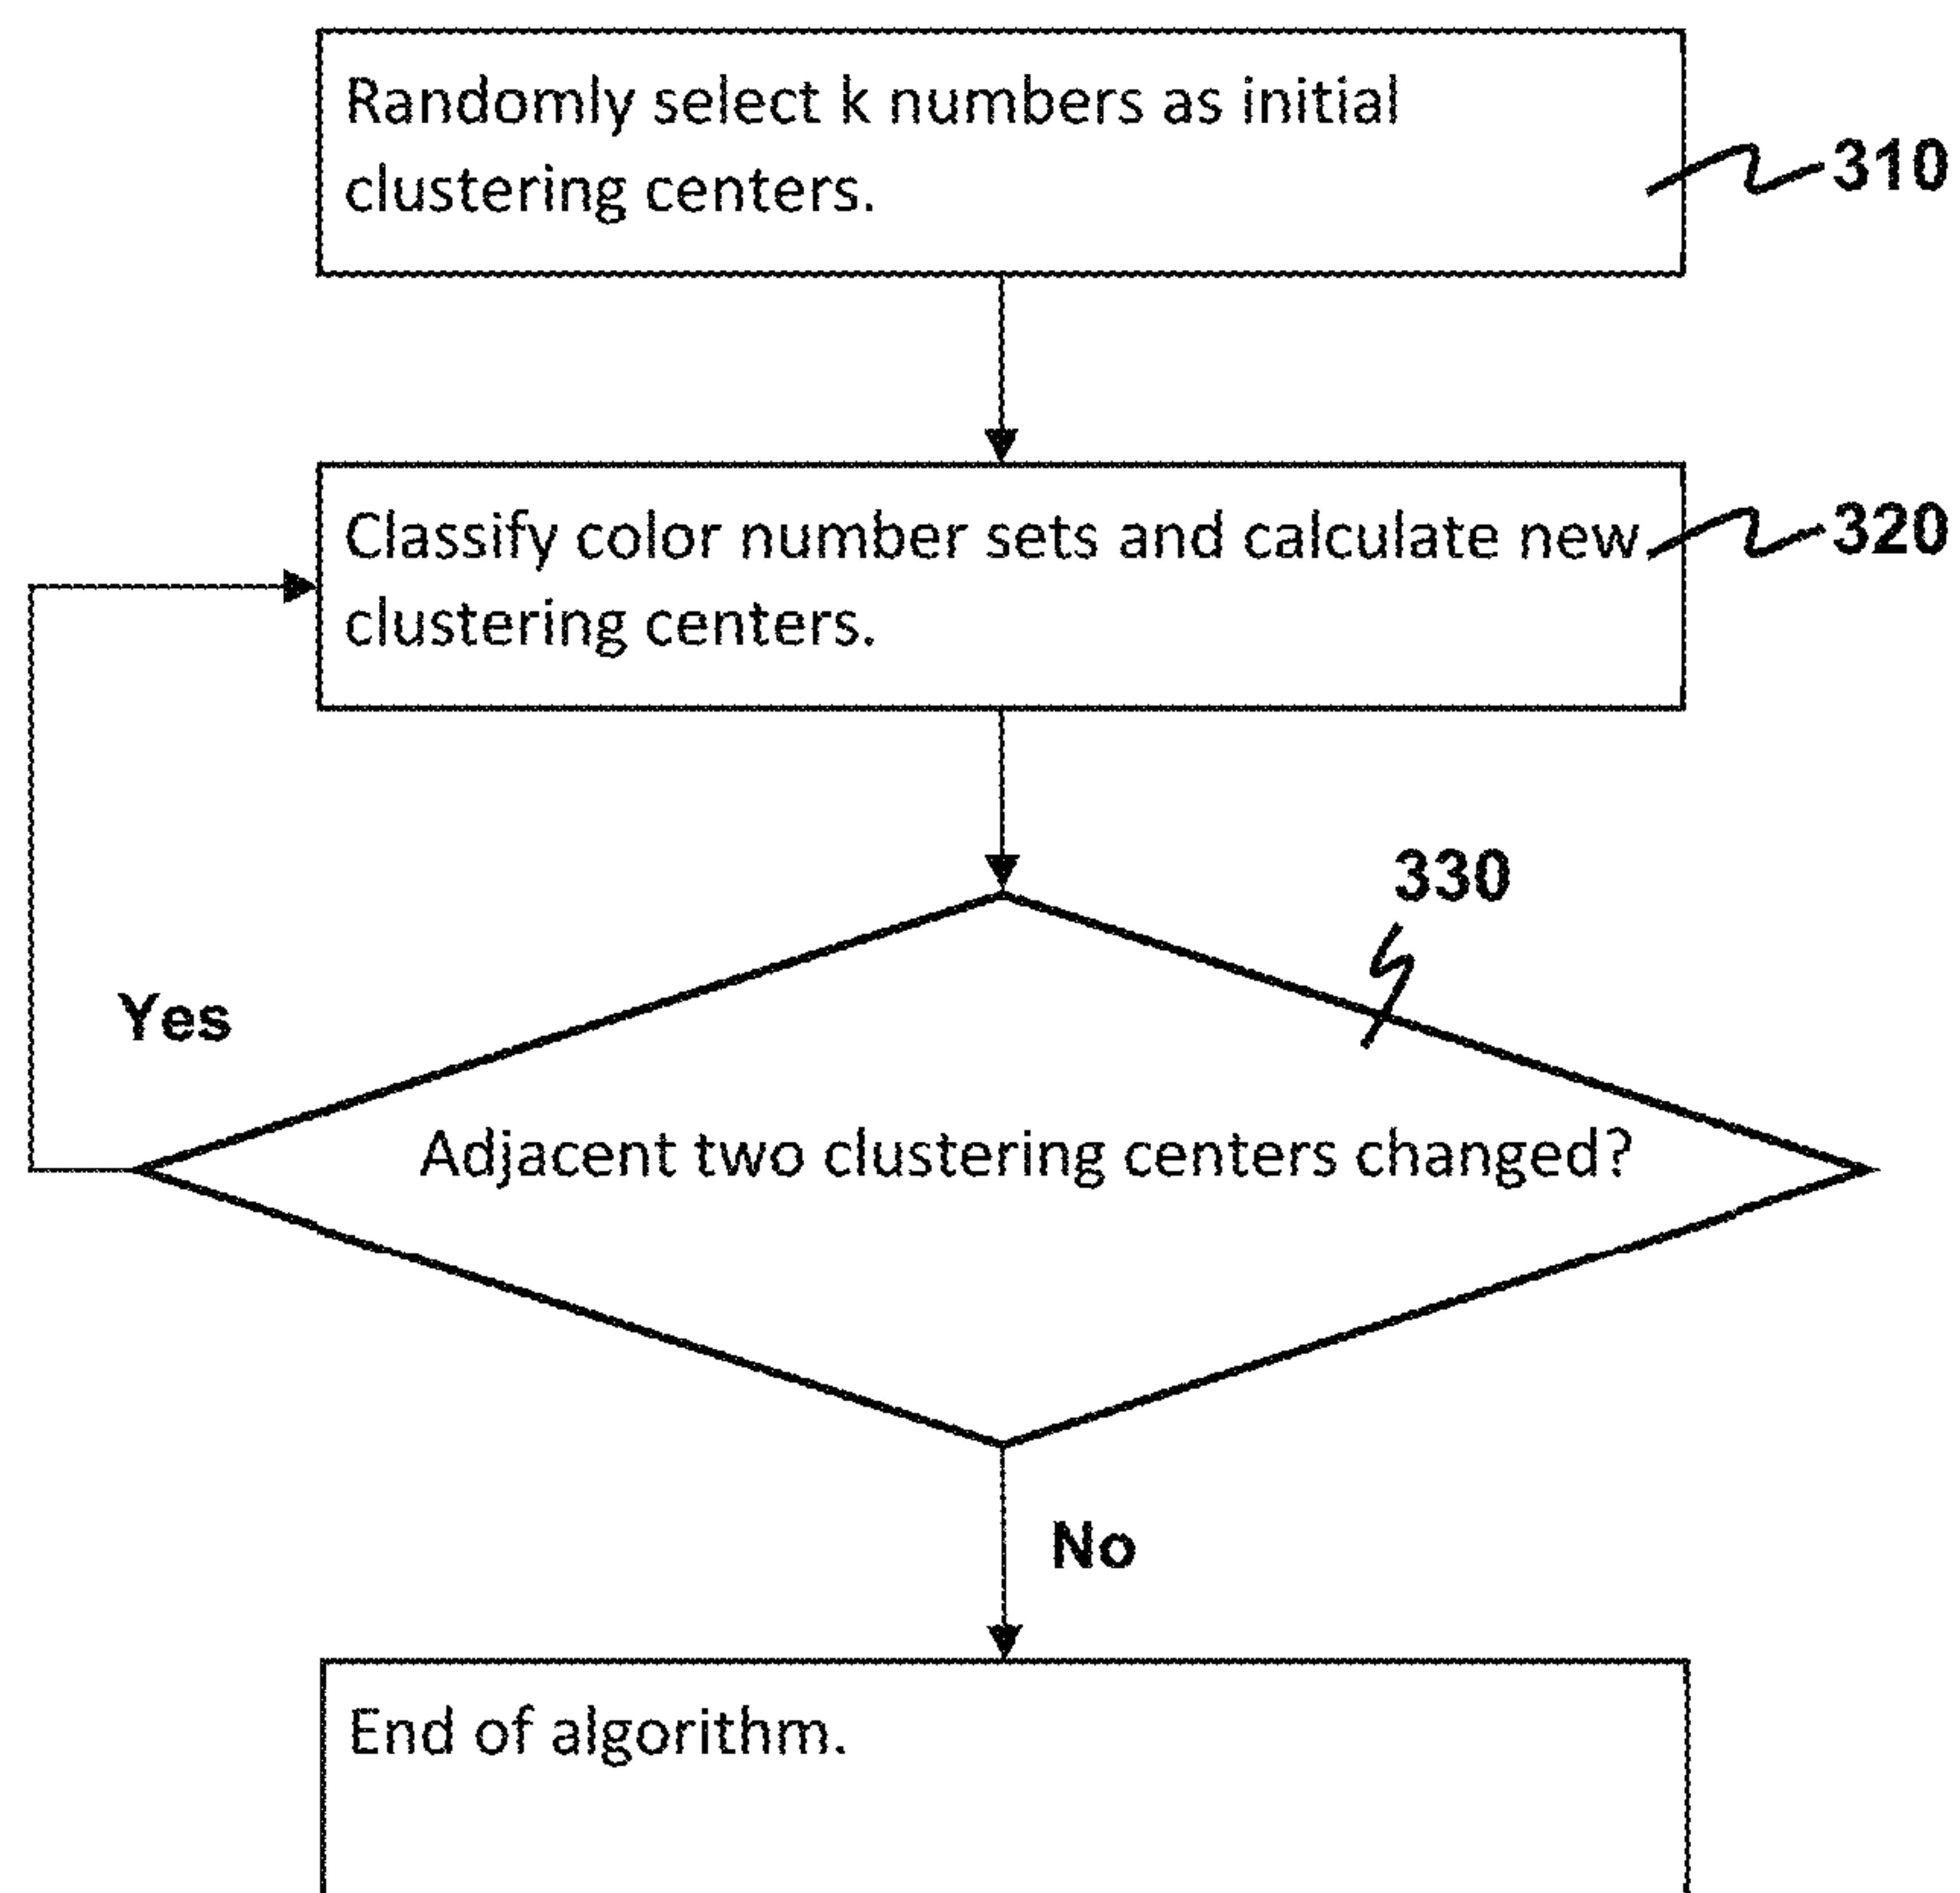 Randomly select k numbers as initial
clustering centers.
310
Classify color number sets and calculate new
clustering centers.
320
330
Yes
Adjacent two clustering centers changed?
No
End of algorithm.